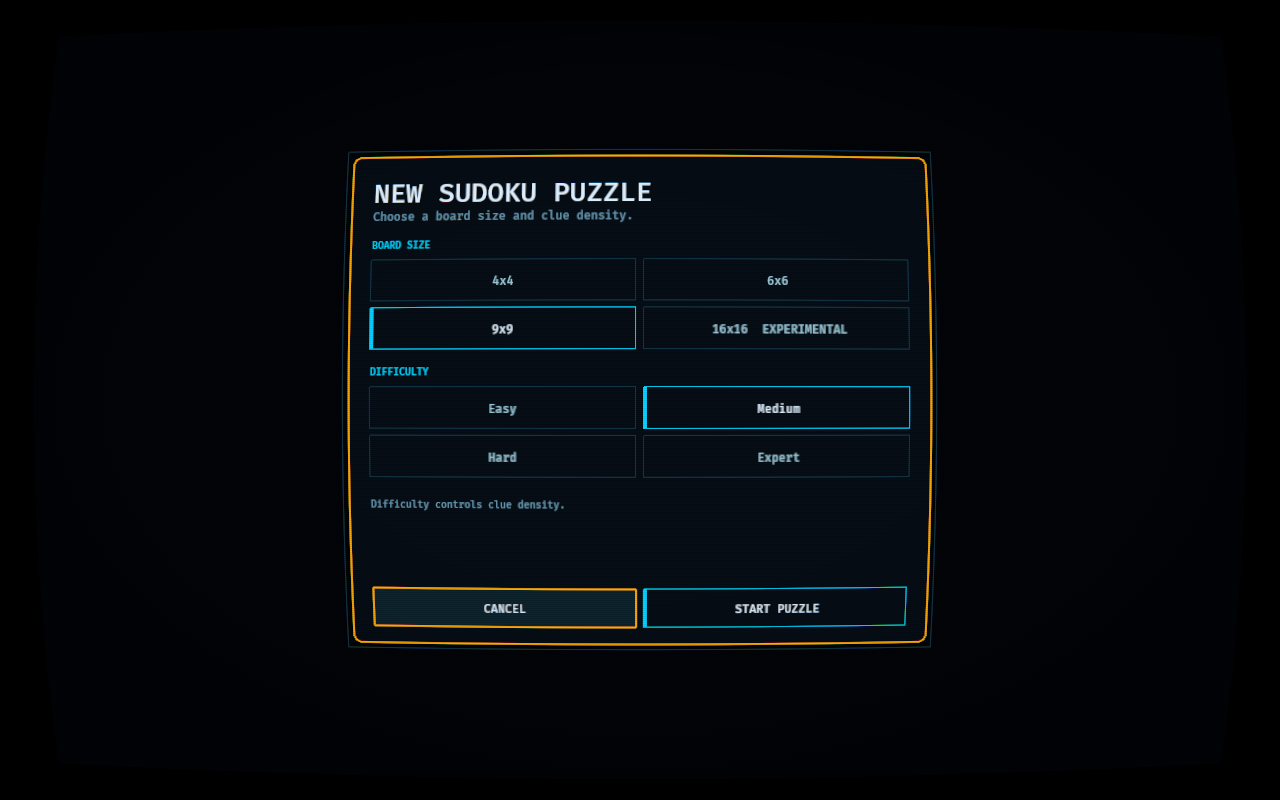 NEW SUDOKU PUZZLE
Choose a board size and clue density.
BOARD SIZE
4x4
6x6
9x9
16x16  EXPERIMENTAL
DIFFICULTY
Easy
Medium
Hard
Expert
Difficulty controls clue density.
CANCEL
START PUZZLE